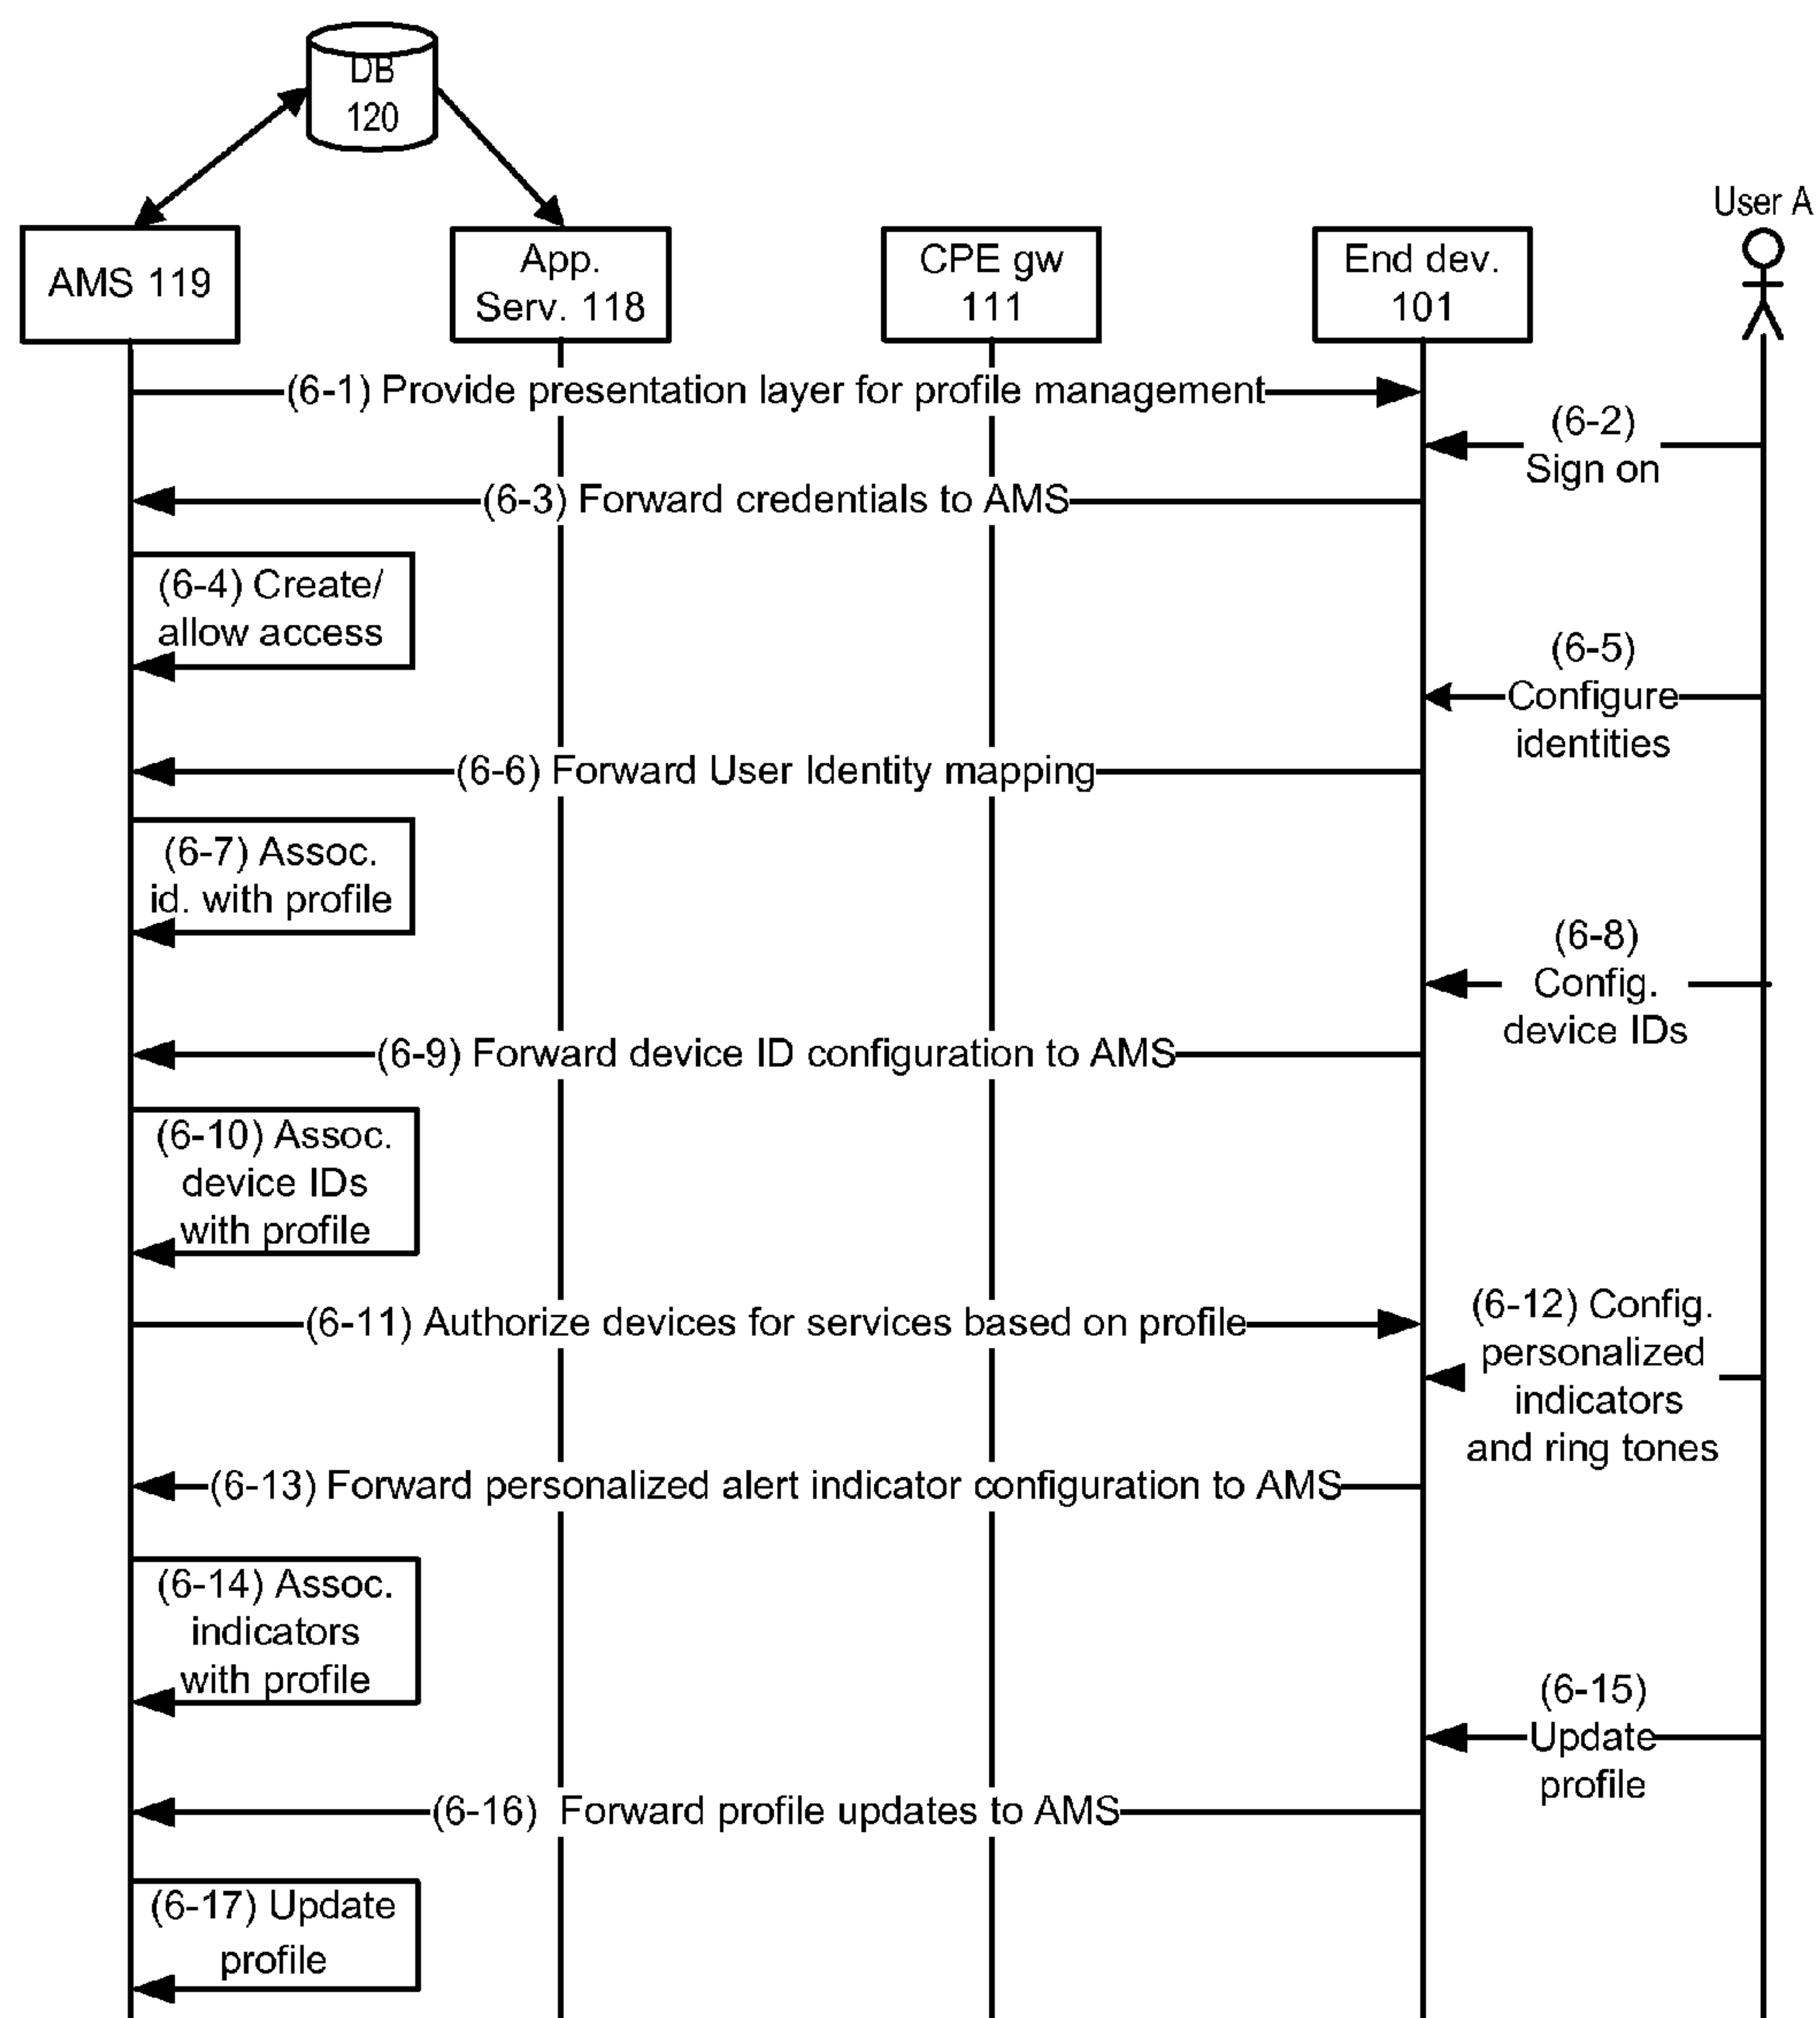 DB
120
User A
AMS 119
App.
Serv. 118
CPE gw
111
End dev.
101
(6-1) Provide presentation layer for profile management
(6-2)
Sign on
(6-3) Forward credentials to AMS
(6-4) Create/
allow access
(6-5)
Configure
identities
(6-6) Forward User Identity mapping
(6-7) Assoc.
id. with profile
(6-8)
Config.
device IDs
(6-9) Forward device ID configuration to AMS
(6-10) Assoc.
device IDs
with profile
(6-11) Authorize devices for services based on profile
(6-12) Config.
personalized
indicators
and ring tones
(6-13) Forward personalized alert indicator configuration to AMS
(6-14) Assoc.
indicators
with profile
(6-15)
Update
profile
(6-16) Forward profile updates to AMS
(6-17) Update
profile